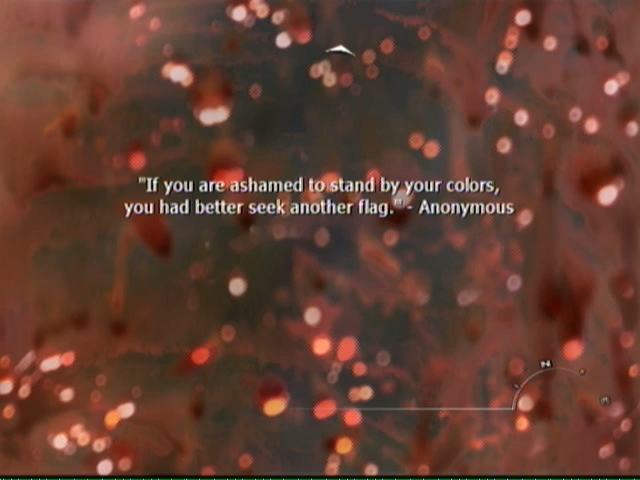 "If you are ashamed to stand by your colors,
you had better seek another flag." - Anonymous
N
E